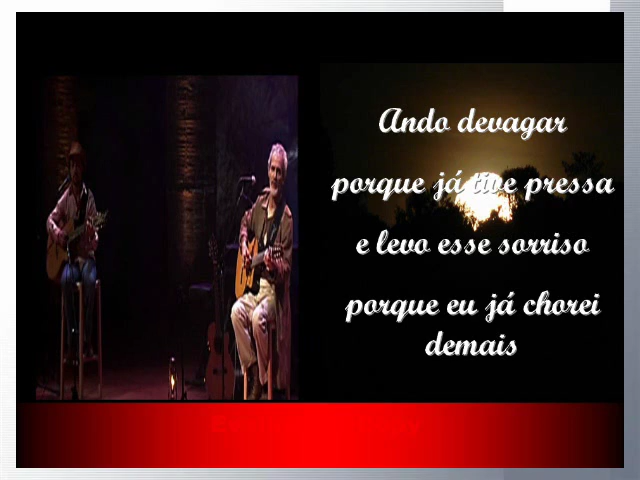 Ando devagar
porque já tive pressa
e levo esse sorriso
porque eu já chorei
demais